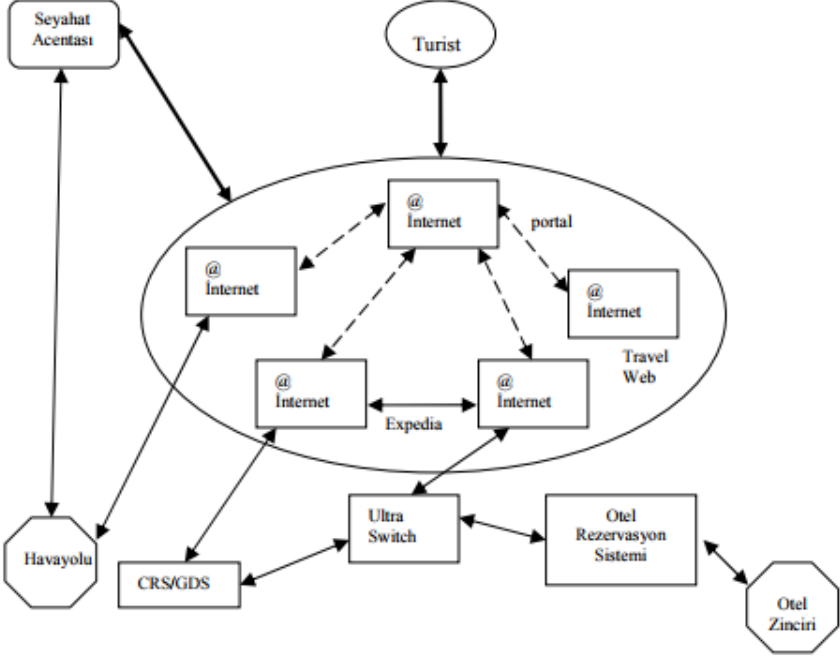 Seyahat
Acentası
Turist
@
İnternet
portal
@
İnternet
@
İnternet
Travel
Web
@
İnternet
@
İnternet
Expedia
Ultra
Switch
Otel
Rezervasyon
Sistemi
Havayolu
CRS/GDS
Otel
Zinciri